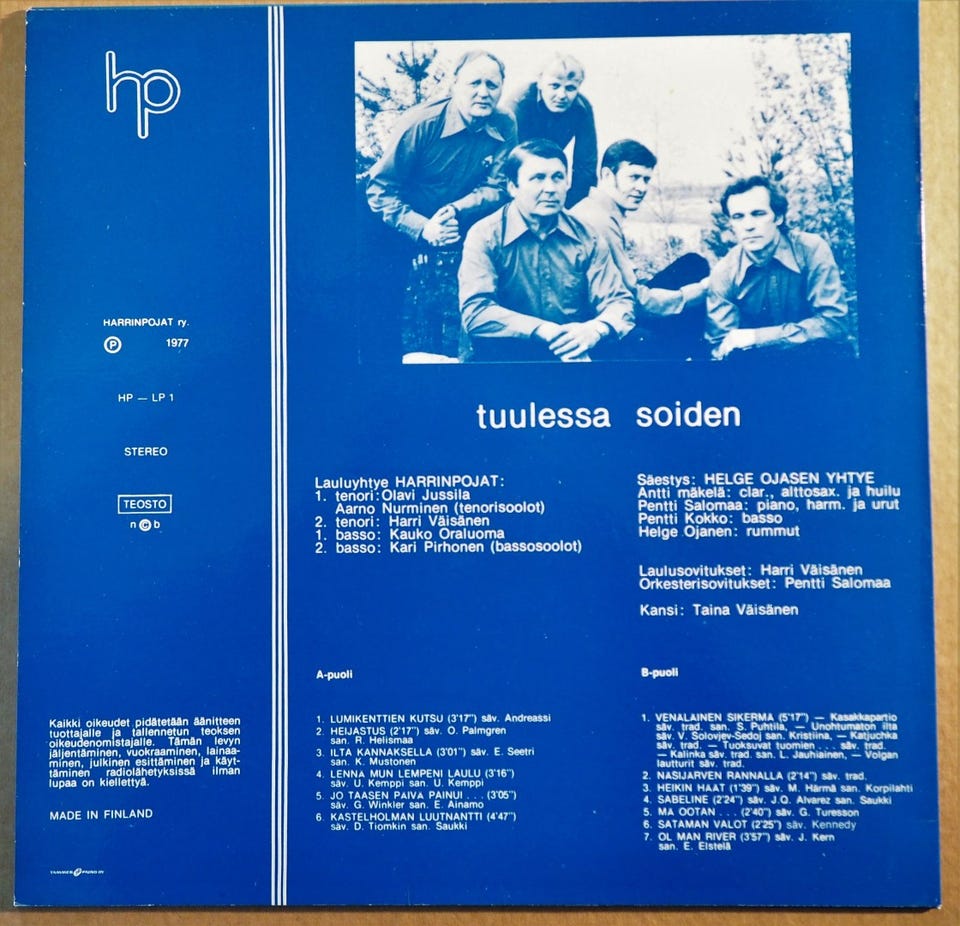 hp
HARRINPOJAT ry.
Ⓟ 1977
HP — LP 1
STEREO
TEOSTO
n©b
Kaikki oikeudet pidätetään äänitteen
tuottajalle ja tallennetun teoksen
oikeudenomistajalle. Tämän levyn
jäljentäminen, vuokraaminen, lainaa-
minen, julkinen esittäminen ja käyt-
täminen radiolähetyksissä ilman
lupaa on kiellettyä.
MADE IN FINLAND
tuulessa soiden
Lauluyhtye HARRINPOJAT:
1. tenori: Olavi Jussila
Aarno Nurminen (tenorisoolot)
2. tenori: Harri Väisänen
1. basso: Kauko Oraluoma
2. basso: Kari Pirhonen (bassosoolot)
Säestys: HELGE OJASEN YHTYE
Antti mäkelä: clar., alttosax. ja huilu
Pentti Salomaa: piano, harm. ja urut
Pentti Kokko: basso
Helge Ojanen: rummut
Laulusovitukset: Harri Väisänen
Orkesterisovitukset: Pentti Salomaa
Kansi: Taina Väisänen
A-puoli
1. LUMIKENTTIEN KUTSU (3'17") säv. Andreassi
2. HEIJASTUS (2'17") säv. O. Palmgren
san. R. Helismaa
3. ILTA KANNAKSELLA (3'01") säv. E. Seetri
san. K. Mustonen
4. LENNA MUN LEMPENI LAULU (3'16")
säv. U. Kemppi san. U. Kemppi
5. JO TAASEN PAIVA PAINUI . . . (3'05")
säv. G. Winkler san. E. Ainamo
6. KASTELHOLMAN LUUTNANTTI (4'47")
säv. D. Tiomkin san. Saukki
B-puoli
1. VENALAINEN SIKERMA (5'17") — Kasakkapartio
säv. trad. san. S. Puhtila, — Unohtumaton ilta
säv. V. Solovjev-Sedoj san. Kristiina, — Katjuchka
säv. trad. — Tuoksuvat tuomien . . . säv. trad.
— Kalinka säv. trad. san. L. Jauhiainen, — Volgan
lautturit säv. trad.
2. NASIJARVEN RANNALLA (2'14") säv. trad.
3. HEIKIN HAAT (1'39") säv. M. Härmä san. Korpilahti
4. SABELINE (2'24") säv. J.Q. Alvarez san. Saukki
5. MA OOTAN . . . (2'40") säv. G. Turesson
6. SATAMAN VALOT (2'25") säv. Kennedy
7. OL MAN RIVER (3'57") säv. J. Kern
san. E. Elstelä